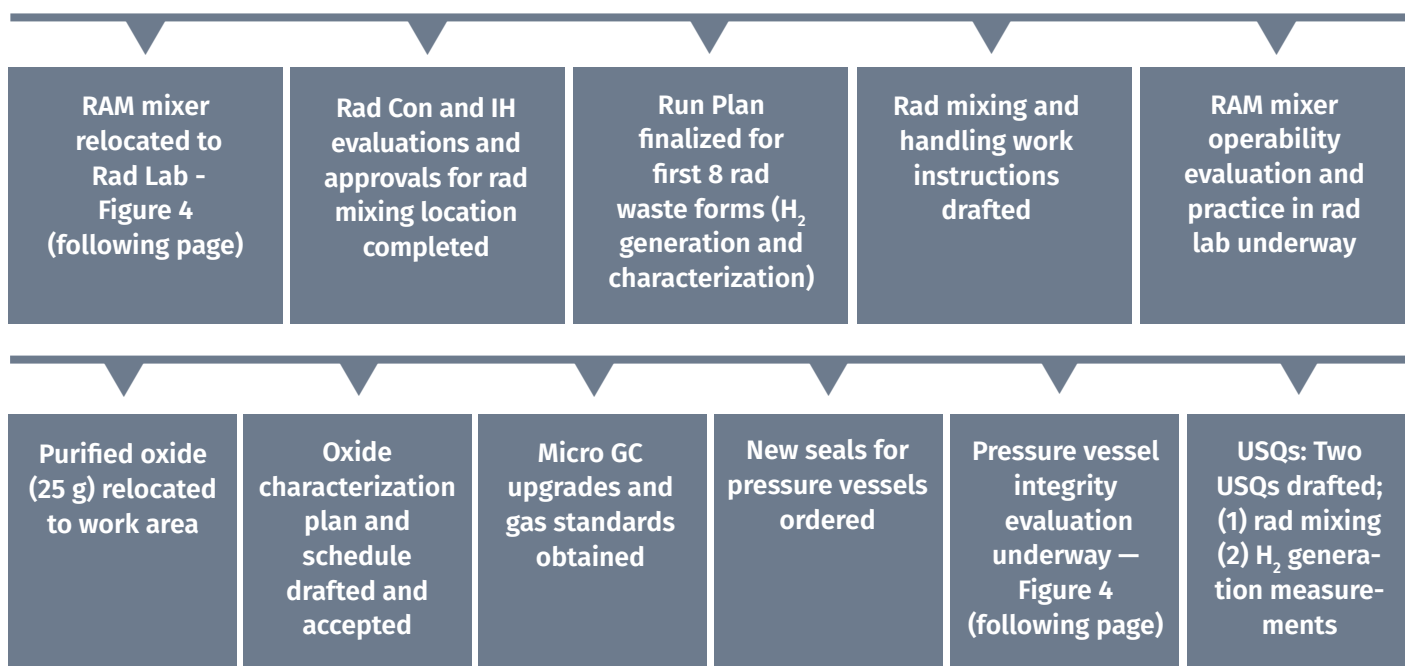 RAM mixer
relocated to
Rad Lab -
Figure 4
(following page)
Rad Con and IH
evaluations and
approvals for rad
mixing location
completed
Run Plan
finalized for
first 8 rad
waste forms (H₂
generation and
characterization)
Rad mixing and
handling work
instructions
drafted
RAM mixer
operability
evaluation and
practice in rad
lab underway
Purified oxide
(25 g) relocated
to work area
Oxide
characterization
plan and
schedule
drafted and
accepted
Micro GC
upgrades and
gas standards
obtained
New seals for
pressure vessels
ordered
Pressure vessel
integrity
evaluation
underway —
Figure 4
(following page)
USQs: Two
USQs drafted;
(1) rad mixing
(2) H₂ genera-
tion measure-
ments